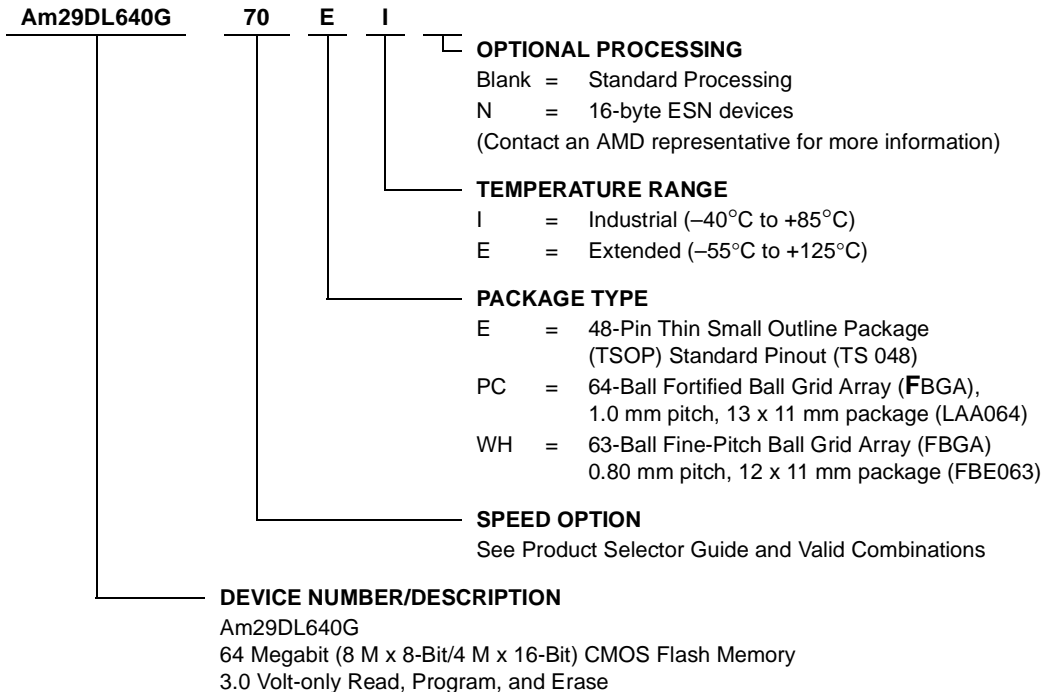 Am29DL640G 70 E I
OPTIONAL PROCESSING
Blank = Standard Processing
N = 16-byte ESN devices
(Contact an AMD representative for more information)
TEMPERATURE RANGE
I = Industrial (–40°C to +85°C)
E = Extended (–55°C to +125°C)
PACKAGE TYPE
E = 48-Pin Thin Small Outline Package
(TSOP) Standard Pinout (TS 048)
PC = 64-Ball Fortified Ball Grid Array (FBGA),
1.0 mm pitch, 13 x 11 mm package (LAA064)
WH = 63-Ball Fine-Pitch Ball Grid Array (FBGA)
0.80 mm pitch, 12 x 11 mm package (FBE063)
SPEED OPTION
See Product Selector Guide and Valid Combinations
DEVICE NUMBER/DESCRIPTION
Am29DL640G
64 Megabit (8 M x 8-Bit/4 M x 16-Bit) CMOS Flash Memory
3.0 Volt-only Read, Program, and Erase